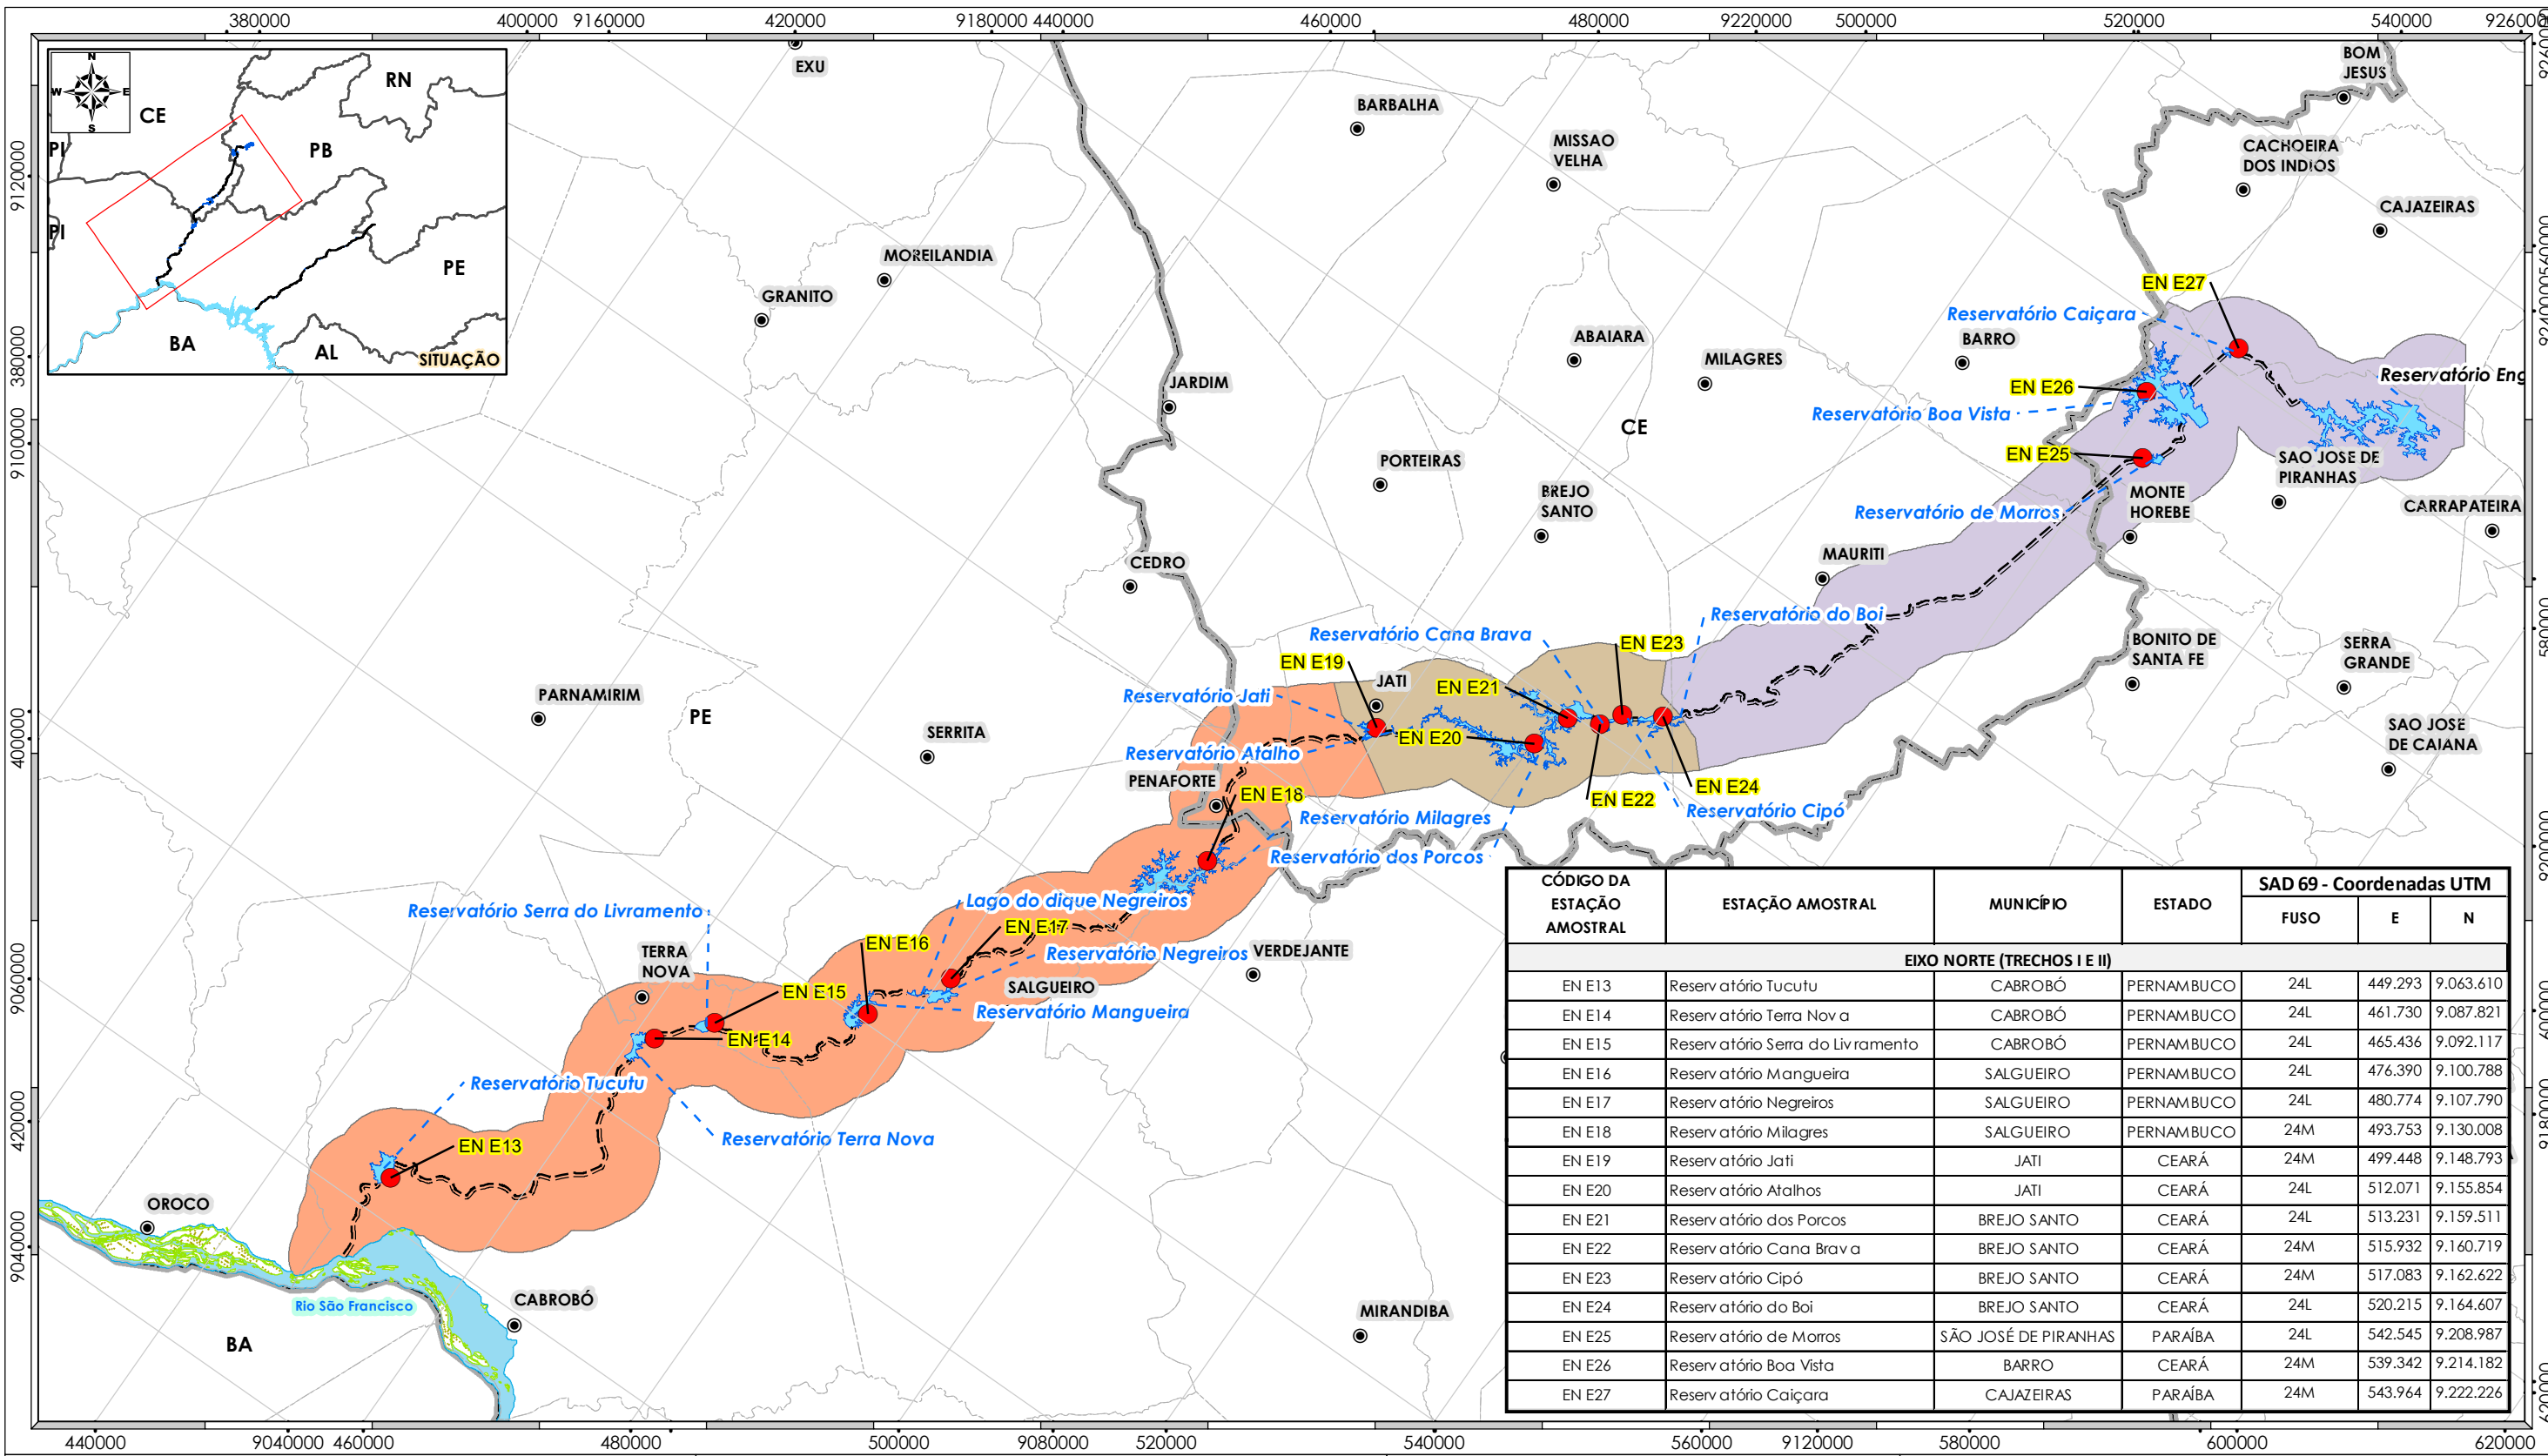 380000
400000
9160000
420000
9180000
440000
460000
480000
9220000
500000
520000
540000
9260000
9120000
380000
9100000
400000
9060000
420000
9040000
9260000
560000
9240000
580000
9200000
600000
9180000
620000
440000
9040000
460000
480000
500000
9080000
520000
540000
560000
9120000
580000
600000
620000
N
W
E
S
CE
RN
PI
PB
PI
PE
BA
AL
SITUAÇÃO
EXU
BARBALHA
MISSAO
VELHA
BOM
JESUS
CACHOEIRA
DOS INDIOS
CAJAZEIRAS
MOREILANDIA
GRANITO
EN E27
Reservatório Caiçara
ABAIARA
MILAGRES
BARRO
JARDIM
EN E26
Reservatório Eng
Reservatório Boa Vista
CE
EN E25
PORTEIRAS
SAO JOSE DE
PIRANHAS
BREJO
SANTO
MONTE
HOREBE
CARRAPATEIRA
Reservatório de Morros
CEDRO
MAURITI
Reservatório do Boi
Reservatório Cana Brava
EN E23
BONITO DE
SANTA FE
SERRA
GRANDE
EN E19
JATI
EN E21
Reservatório Jati
PARNAMIRIM
PE
SERRITA
EN E20
Reservatório Atalho
SAO JOSE
DE CAIANA
PENAFORTE
EN E18
EN E22
EN E24
Reservatório Cipó
Reservatório Milagres
Reservatório dos Porcos
Lago do dique Negreiros
Reservatório Serra do Livramento
EN E17
EN E16
TERRA
NOVA
Reservatório Negreiros
VERDEJANTE
SALGUEIRO
EN E15
Reservatório Mangueira
EN E14
Reservatório Tucutu
Reservatório Terra Nova
EN E13
OROCO
CABROBÓ
Rio São Francisco
BA
MIRANDIBA
CÓDIGO DA ESTAÇÃO AMOSTRAL ESTAÇÃO AMOSTRAL MUNICÍPIO ESTADO SAD 69 - Coordenadas UTM
FUSO E N
EIXO NORTE (TRECHOS I E II)
EN E13 Reservatório Tucutu CABROBÓ PERNAMBUCO 24L 449.293 9.063.610
EN E14 Reservatório Terra Nova CABROBÓ PERNAMBUCO 24L 461.730 9.087.821
EN E15 Reservatório Serra do Livramento CABROBÓ PERNAMBUCO 24L 465.436 9.092.117
EN E16 Reservatório Mangueira SALGUEIRO PERNAMBUCO 24L 476.390 9.100.788
EN E17 Reservatório Negreiros SALGUEIRO PERNAMBUCO 24L 480.774 9.107.790
EN E18 Reservatório Milagres SALGUEIRO PERNAMBUCO 24M 493.753 9.130.008
EN E19 Reservatório Jati JATI CEARÁ 24M 499.448 9.148.793
EN E20 Reservatório Atalhos JATI CEARÁ 24L 512.071 9.155.854
EN E21 Reservatório dos Porcos BREJO SANTO CEARÁ 24L 513.231 9.159.511
EN E22 Reservatório Cana Brava BREJO SANTO CEARÁ 24M 515.932 9.160.719
EN E23 Reservatório Cipó BREJO SANTO CEARÁ 24M 517.083 9.162.622
EN E24 Reservatório do Boi BREJO SANTO CEARÁ 24L 520.215 9.164.607
EN E25 Reservatório de Morros SÃO JOSÉ DE PIRANHAS PARAÍBA 24L 542.545 9.208.987
EN E26 Reservatório Boa Vista BARRO CEARÁ 24M 539.342 9.214.182
EN E27 Reservatório Caiçara CAJAZEIRAS PARAÍBA 24M 543.964 9.222.226